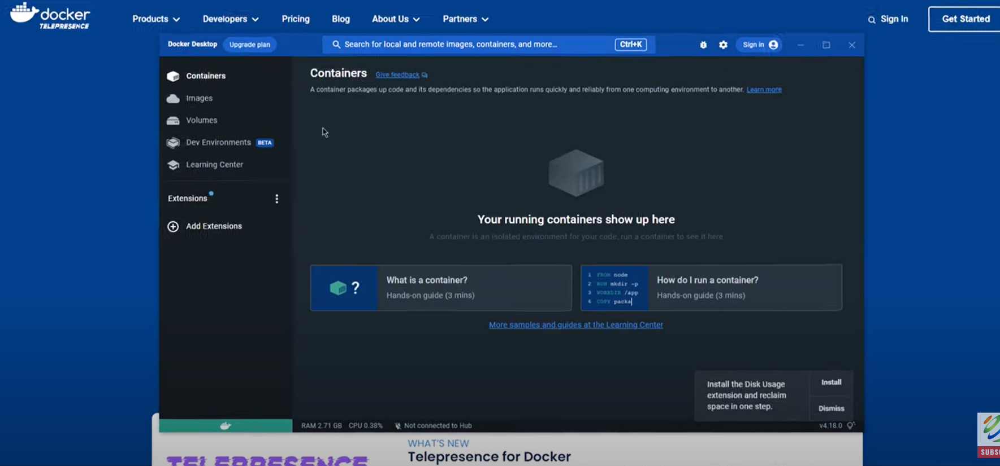 docker
TELEPRESENCE
Products
Developers
Pricing
Blog
About Us
Partners
Sign In
Get Started
Docker Desktop
Upgrade plan
Search for local and remote images, containers, and more...
Ctrl+K
Sign in
Containers
Images
Volumes
Dev Environments BETA
Learning Center
Extensions
Add Extensions
Containers Give feedback
A container packages up code and its dependencies so the application runs quickly and reliably from one computing environment to another. Learn more
Your running containers show up here
A container is an isolated environment for your code, run a container to see it here
?
What is a container?
Hands-on guide (3 mins)
1 FROM node
2 RUN mkdir -p
3 WORKDIR /app
4 COPY packa
How do I run a container?
Hands-on guide (3 mins)
More samples and guides at the Learning Center
Install the Disk Usage
extension and reclaim
space in one step.
Install
Dismiss
RAM 2.71 GB CPU 0.38% Not connected to Hub
v4.18.0
WHAT'S NEW
Telepresence for Docker
TELEPRESENCE
SUBSC